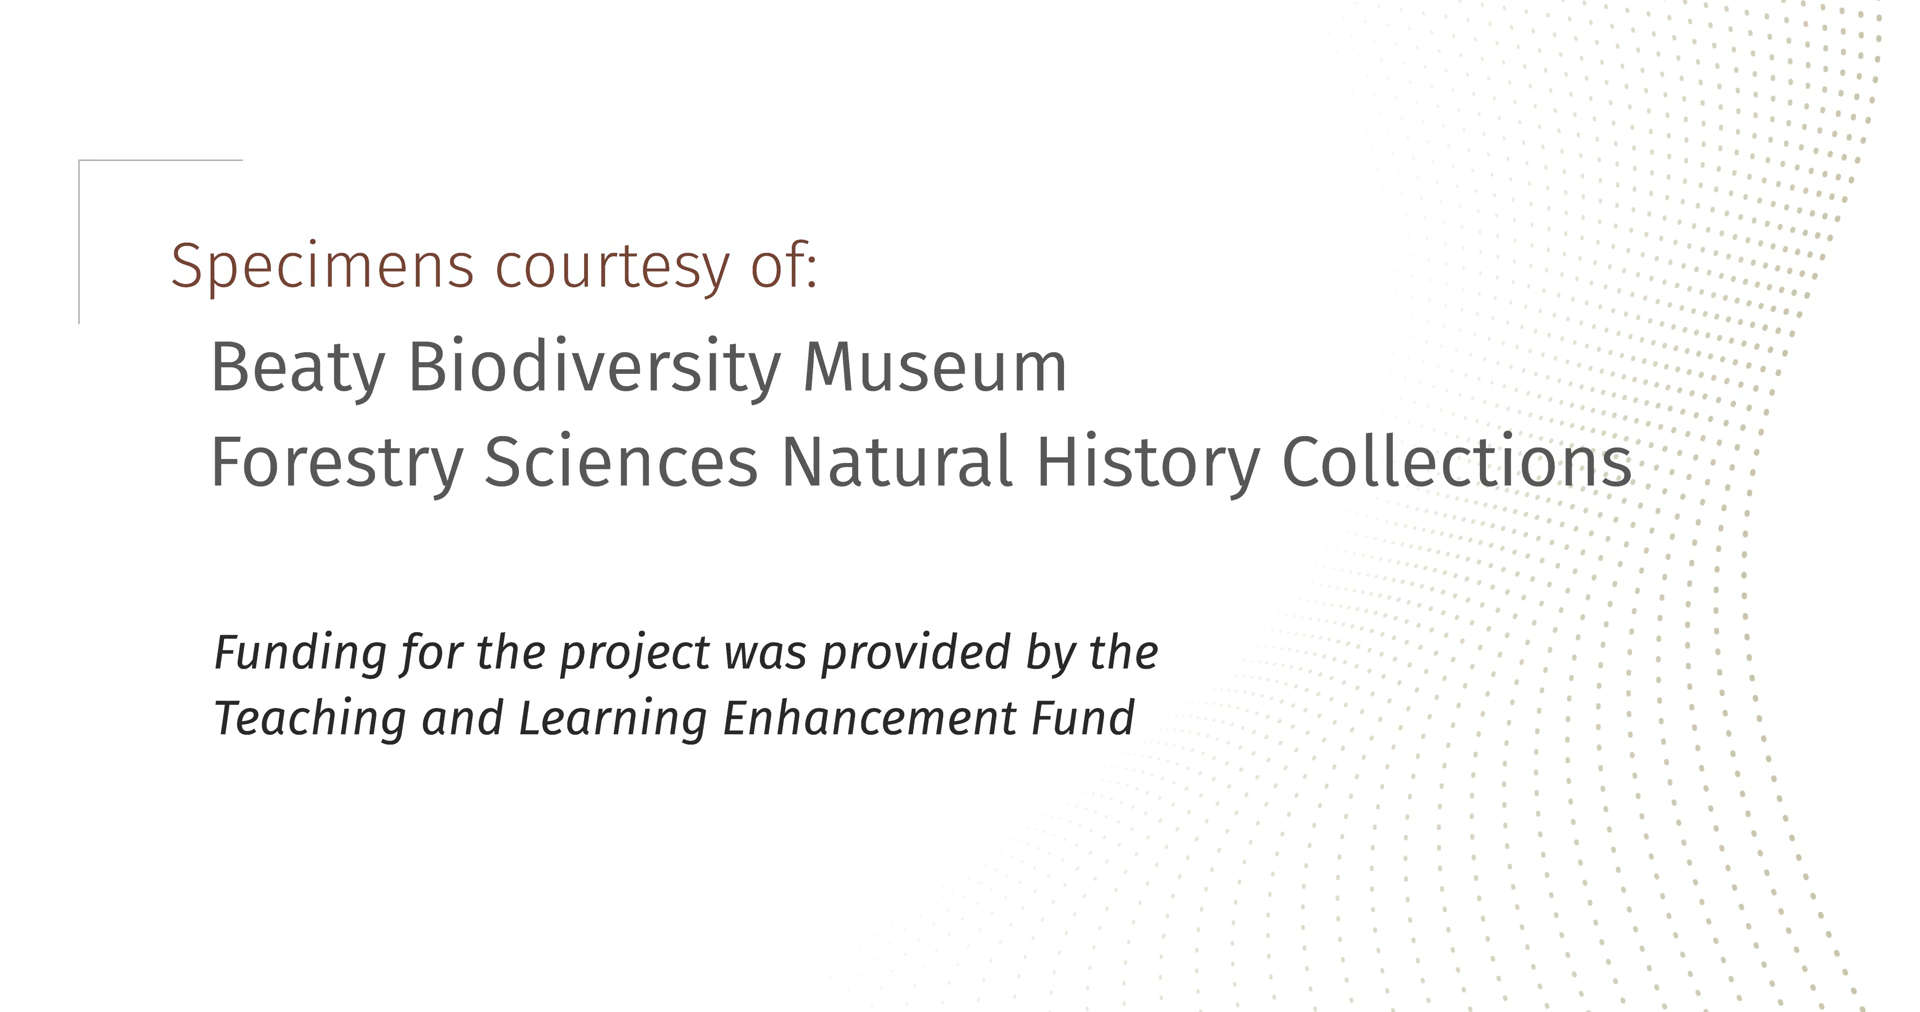 Specimens courtesy of:
Beaty Biodiversity Museum
Forestry Sciences Natural History Collections
Funding for the project was provided by the
Teaching and Learning Enhancement Fund